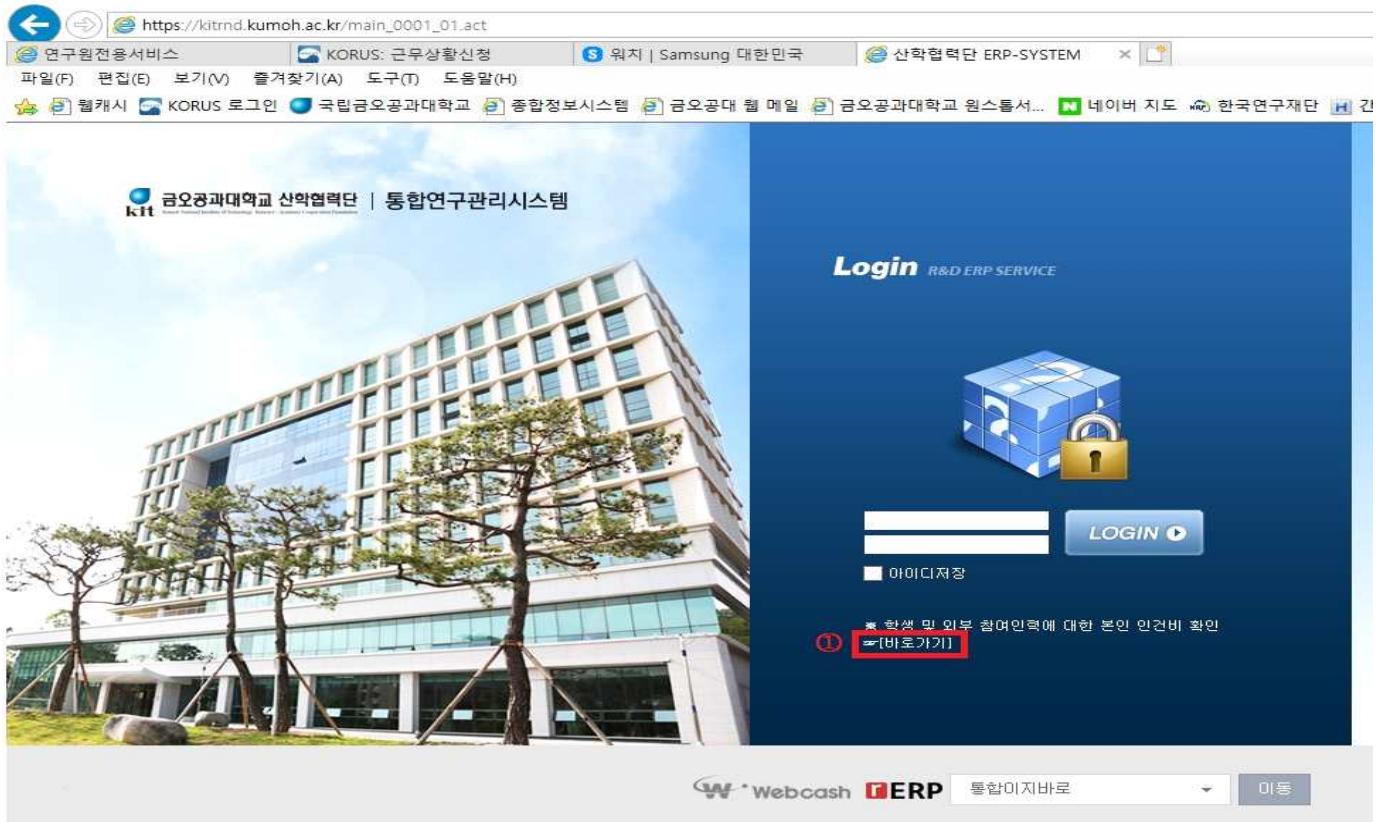 https://kitrnd.kumoh.ac.kr/main_0001_01.act
연구원전용서비스 KORUS: 근무상황신청 워치 | Samsung 대한민국 산학협력단 ERP-SYSTEM ×
파일(F) 편집(E) 보기(V) 즐겨찾기(A) 도구(T) 도움말(H)
웹캐시 KORUS 로그인 국립금오공과대학교 종합정보시스템 금오공대 웹 메일 금오공과대학교 원스톱서... N 네이버 지도 한국연구재단 H
kit 금오공과대학교 산학협력단 | 통합연구관리시스템
Login R&D ERP SERVICE
LOGIN
아이디저장
※ 학생 및 외부 참여인력에 대한 본인 인건비 확인
① ☞[바로가기]
Webcash rERP 통합이지바로 이동